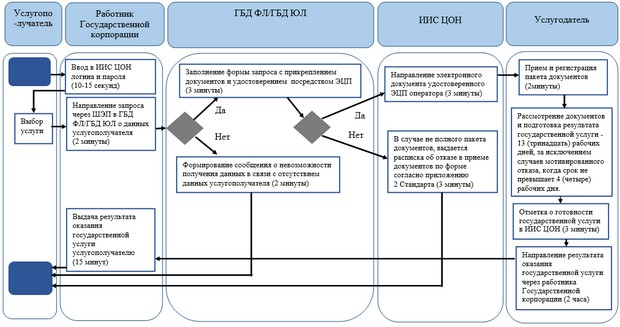 Услугопо
-лучатель
Работник
Государственной
корпорации
ГБД ФЛ/ГБД ЮЛ
ИИС ЦОН
Услугодатель
Ввод в ИИС ЦОН
логина и пароля
(10-15 секунд)
Выбор
услуги
Направление запроса
через ШЭП в ГБД
ФЛ/ГБД ЮЛ о данных
услугополучателя
(2 минуты)
Заполнение формы запроса с прикреплением
документов и удостоверением посредством ЭЦП
(3 минуты)
Да
Нет
Формирование сообщения о невозможности
получения данных в связи с отсутствием
данных услугополучателя (2 минуты)
Да
Нет
Направление электронного
документа удостоверенного
ЭЦП оператора (3 минуты)
В случае не полного пакета
документов, выдается
расписка об отказе в приеме
документов по форме
согласно приложению
2 Стандарта (3 минуты)
Прием и регистрация
пакета документов
(2минуты)
Рассмотрение документов
и подготовка результата
государственной услуги -
13 (тринадцать) рабочих
дней, за исключением
случаев мотивированного
отказа, когда срок не
превышает 4 (четыре)
рабочих дня.
Отметка о готовности
государственной услуги
в ИИС ЦОН (3 минуты)
Направление результата
оказания
государственной услуги
через работника
Государственной
корпорации (2 часа)
Выдача результата
оказания
государственной
услуги
услугополучателю
(15 минут)